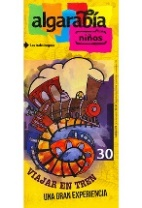 algarabía
niños
30
VIAJAR EN TREN
UNA GRAN EXPERIENCIA